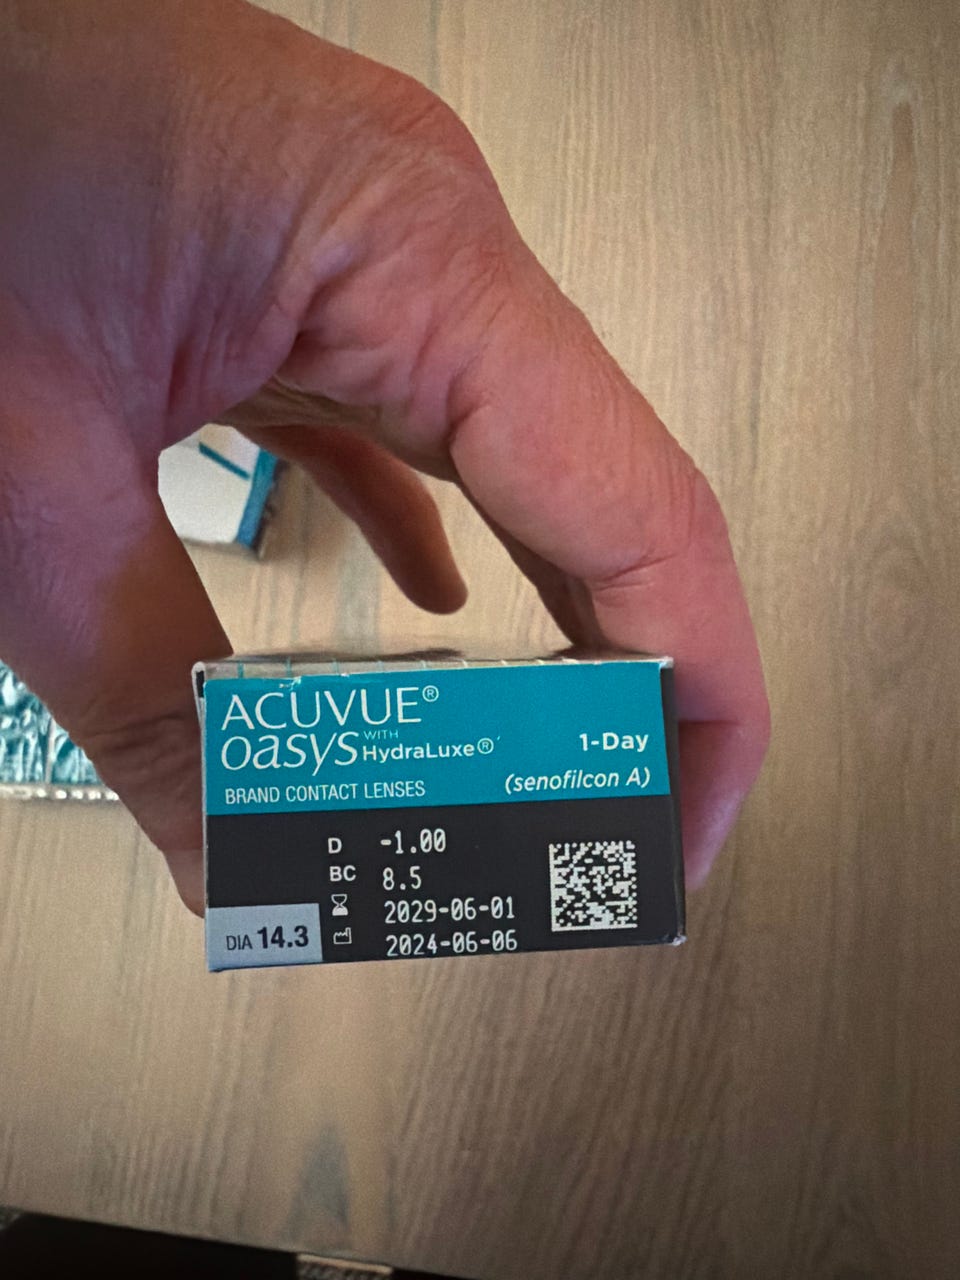 ACUVUE®
oasys WITH HydraLuxe®
1-Day
BRAND CONTACT LENSES
(senofilcon A)
D -1.00
BC 8.5
2029-06-01
2024-06-06
DIA 14.3